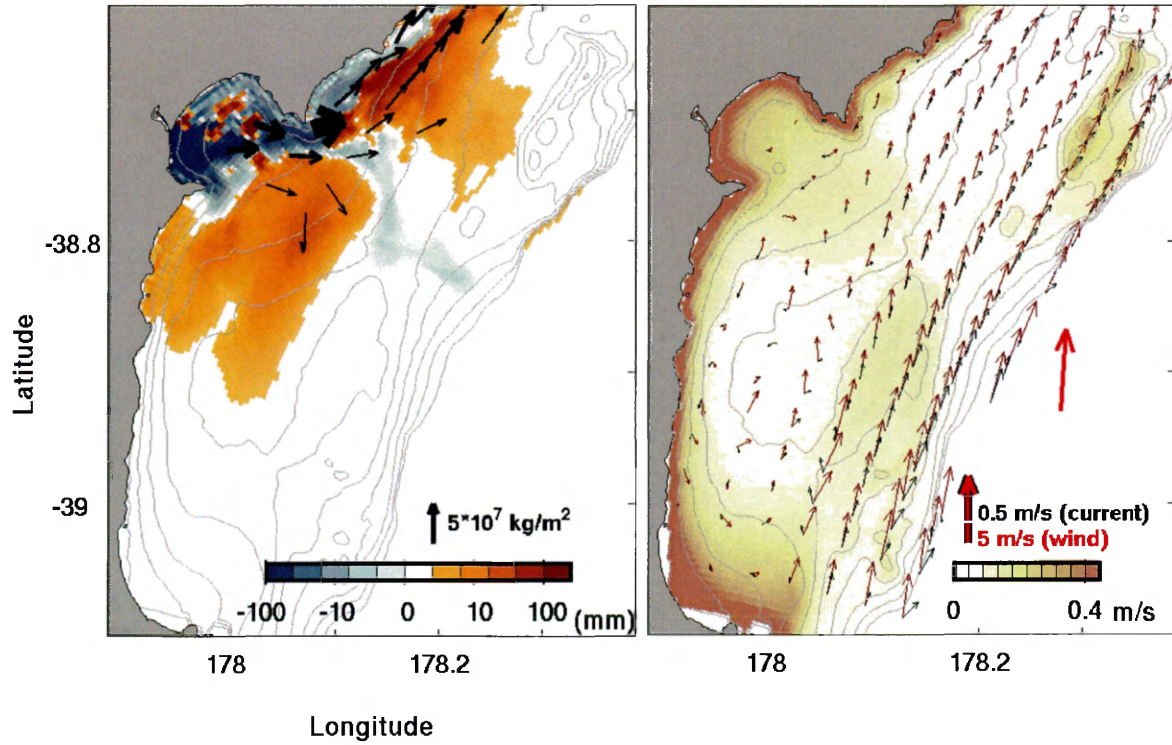 -38.8
-39
Latitude
5*10⁷ kg/m²
-100 -10 0 10 100 (mm)
178 178.2
Longitude
0.5 m/s (current)
5 m/s (wind)
0 0.4 m/s
178 178.2